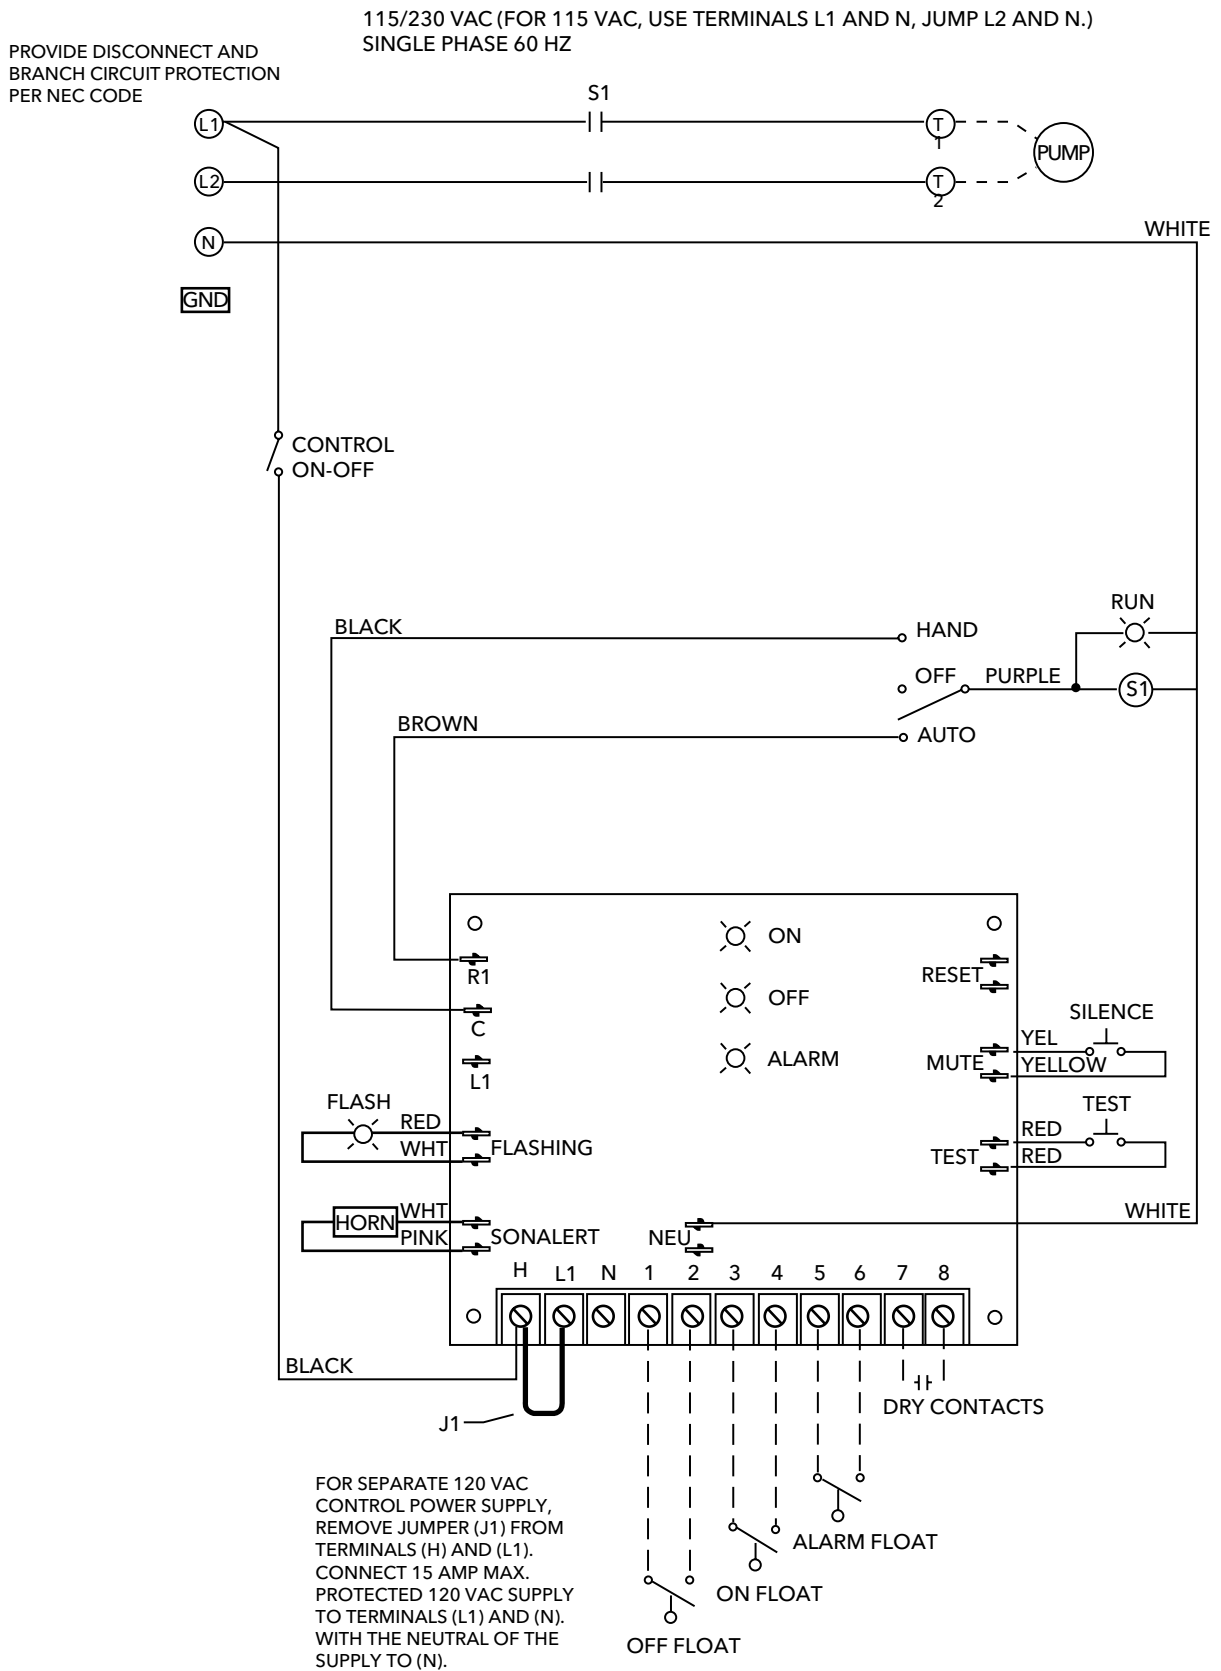 115/230 VAC (FOR 115 VAC, USE TERMINALS L1 AND N, JUMP L2 AND N.)
SINGLE PHASE 60 HZ
PROVIDE DISCONNECT AND
BRANCH CIRCUIT PROTECTION
PER NEC CODE
S1
L1
T
1
PUMP
L2
T
2
N
WHITE
GND
CONTROL
ON-OFF
RUN
BLACK
HAND
OFF
PURPLE
S1
BROWN
AUTO
ON
R1
RESET
OFF
C
SILENCE
YEL
ALARM
MUTE
YELLOW
L1
FLASH
TEST
RED
RED
WHT
FLASHING
TEST
RED
WHT
WHITE
HORN
PINK
SONALERT
NEU
H
L1
N
1
2
3
4
5
6
7
8
BLACK
DRY CONTACTS
J1
FOR SEPARATE 120 VAC
CONTROL POWER SUPPLY,
REMOVE JUMPER (J1) FROM
TERMINALS (H) AND (L1).
CONNECT 15 AMP MAX.
PROTECTED 120 VAC SUPPLY
TO TERMINALS (L1) AND (N).
WITH THE NEUTRAL OF THE
SUPPLY TO (N).
ALARM FLOAT
ON FLOAT
OFF FLOAT